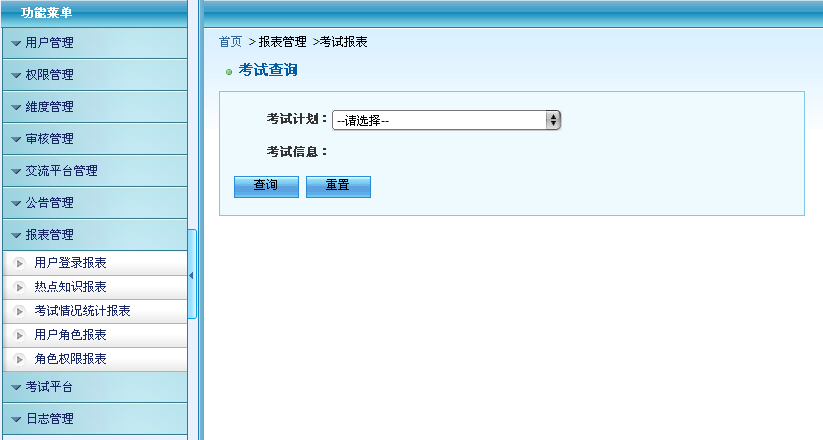 功能菜单
用户管理
权限管理
维度管理
审核管理
交流平台管理
公告管理
报表管理
用户登录报表
热点知识报表
考试情况统计报表
用户角色报表
角色权限报表
考试平台
日志管理
首页 >报表管理 >考试报表
考试查询
考试计划： --请选择--
考试信息：
查询 重置